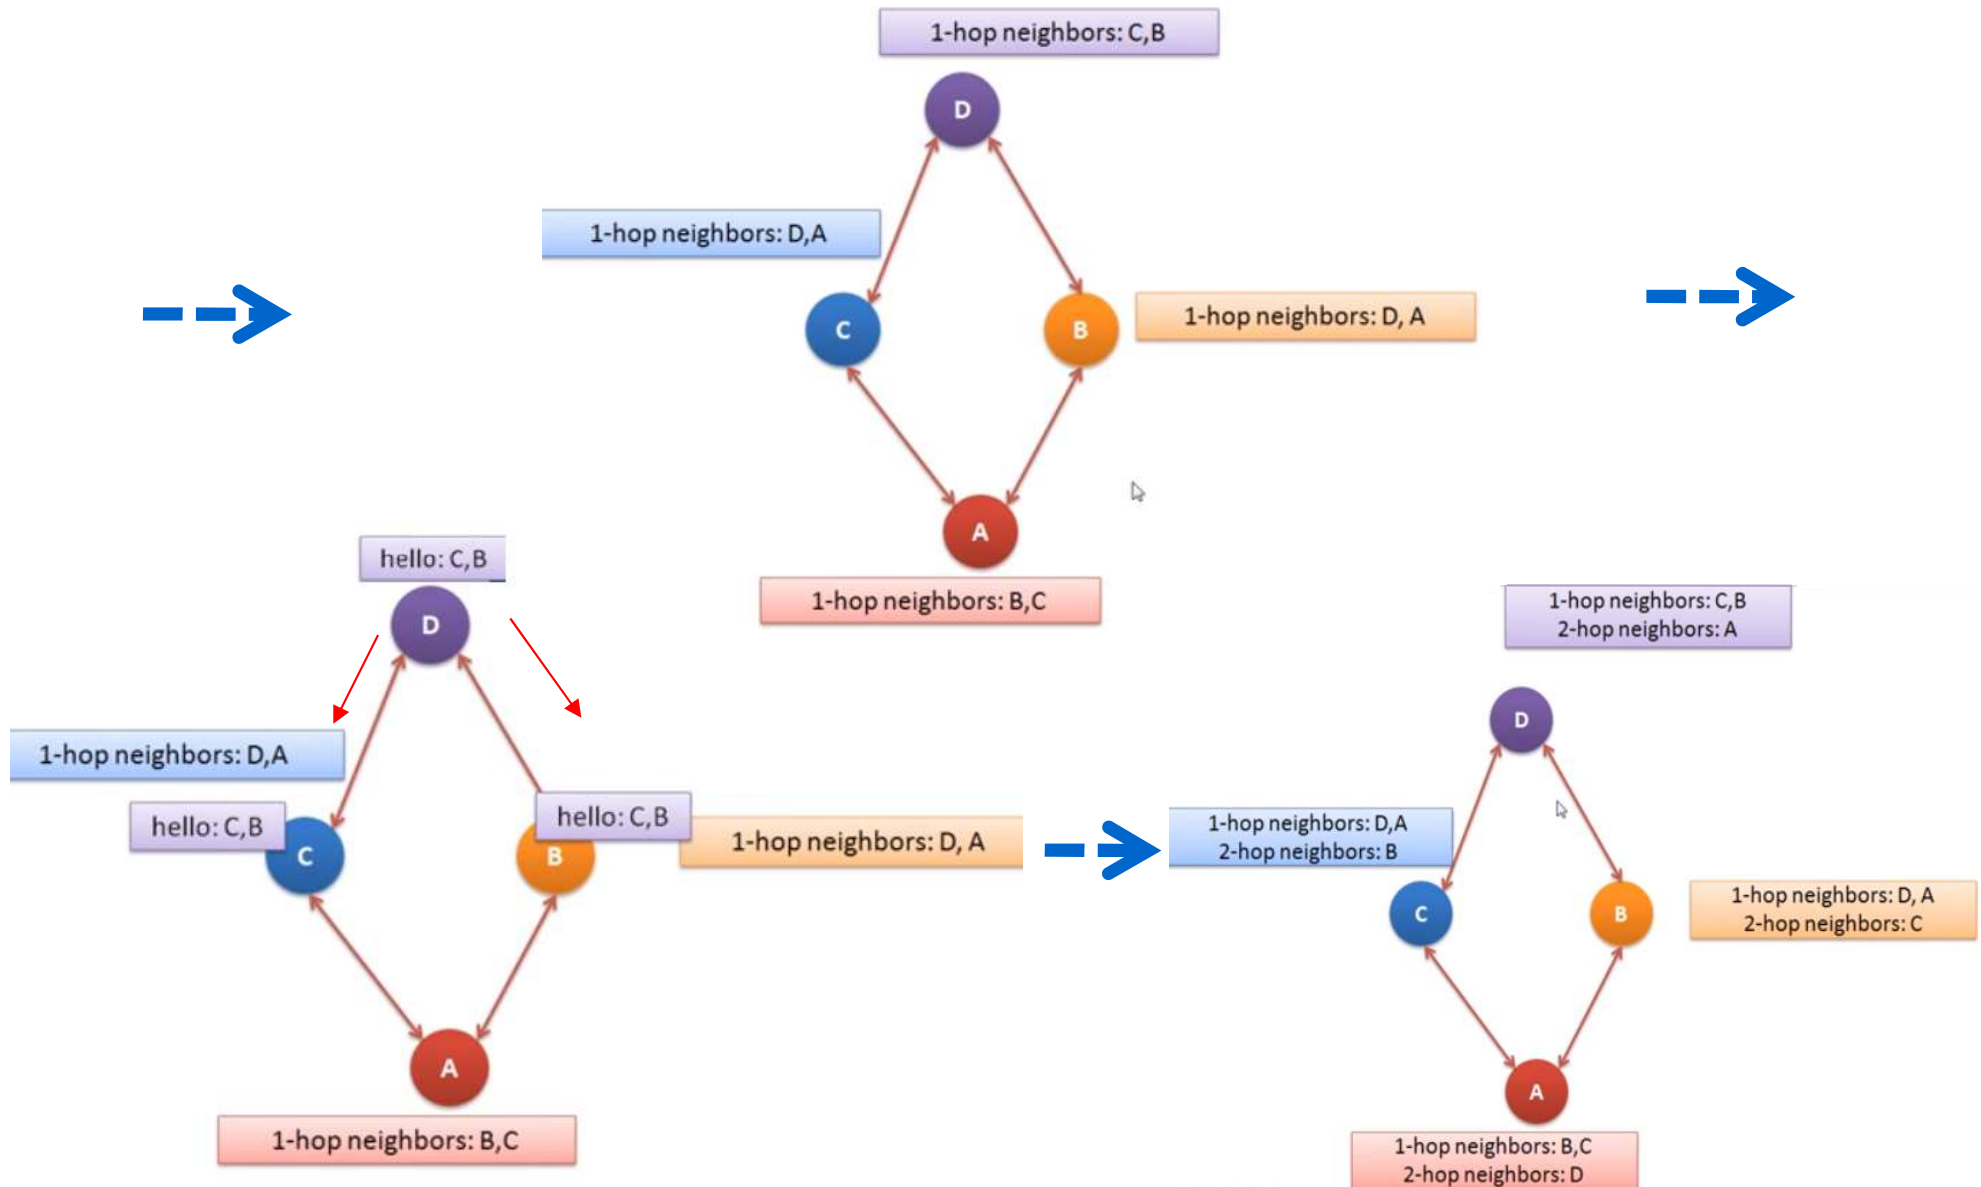 1-hop neighbors: C,B
D
1-hop neighbors: D,A
C
B
1-hop neighbors: D, A
A
1-hop neighbors: B,C
hello: C,B
D
1-hop neighbors: D,A
hello: C,B
C
hello: C,B
B
1-hop neighbors: D, A
A
1-hop neighbors: B,C
1-hop neighbors: C,B
2-hop neighbors: A
D
1-hop neighbors: D,A
2-hop neighbors: B
C
B
1-hop neighbors: D, A
2-hop neighbors: C
A
1-hop neighbors: B,C
2-hop neighbors: D